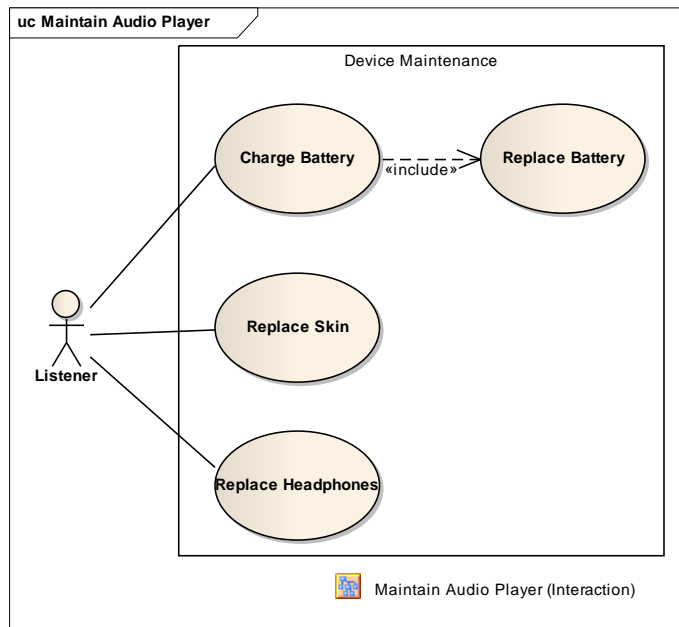 uc Maintain Audio Player
Device Maintenance
Charge Battery
«include»
Replace Battery
Replace Skin
Listener
Replace Headphones
Maintain Audio Player (Interaction)